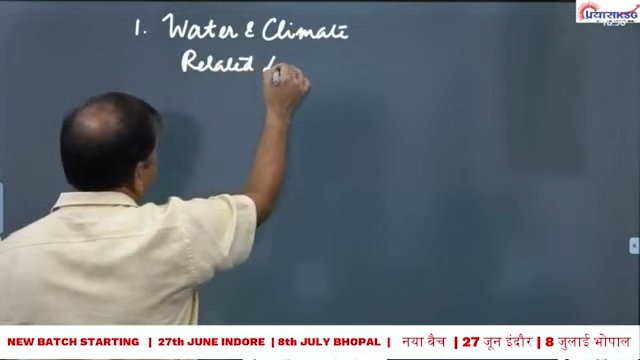 1. Water & Climate
Related
NEW BATCH STARTING | 27th JUNE INDORE | 8th JULY BHOPAL | नया बैच | 27 जून इंदौर | 8 जुलाई भोपाल